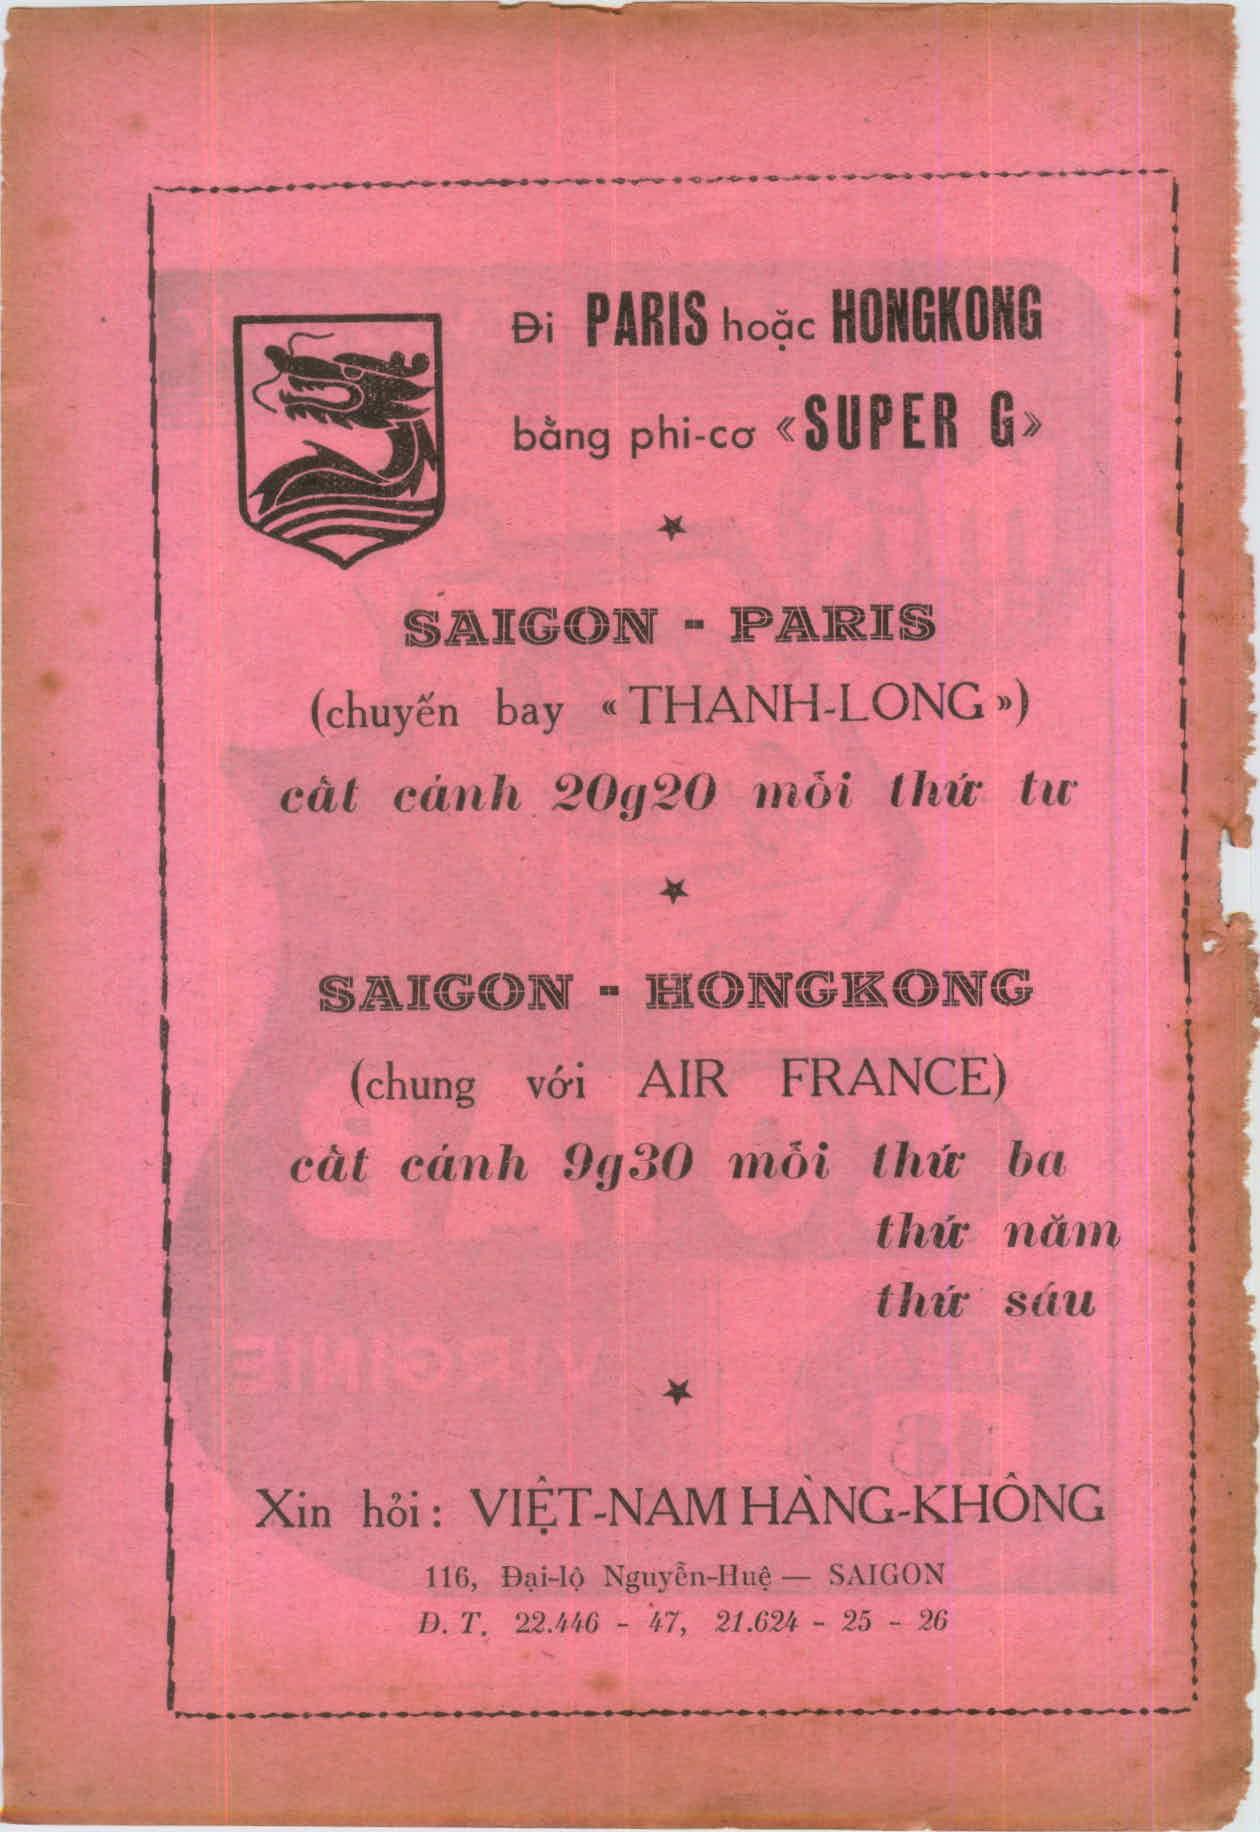 Đi PARIS hoặc HONGKONG
bằng phi-cơ «SUPER G»
SAIGON - PARIS
(chuyến bay «THANH-LONG»)
cất cánh 20g20 mỗi thứ tư
SAIGON - HONGKONG
(chung với AIR FRANCE)
cất cánh 9g30 mỗi thứ ba
thứ năm
thứ sáu
Xin hỏi: VIỆT-NAM HÀNG-KHÔNG
116, Đại-lộ Nguyễn-Huệ — SAIGON
Đ. T. 22.446 - 47, 21.624 - 25 - 26